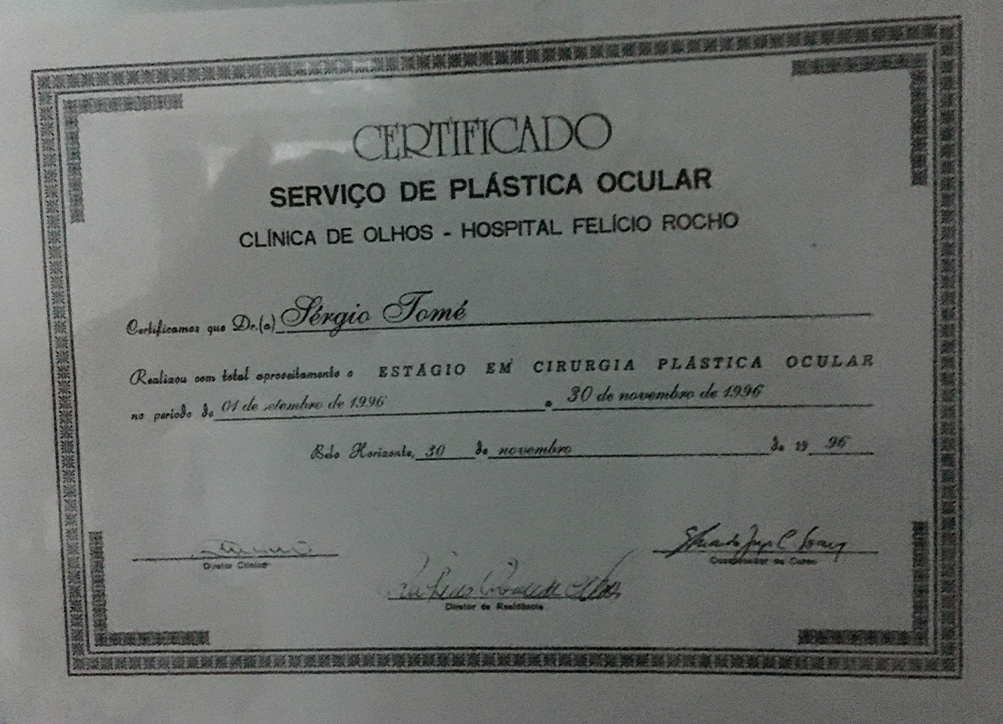 CERTIFICADO
SERVIÇO DE PLÁSTICA OCULAR
CLÍNICA DE OLHOS - HOSPITAL FELÍCIO ROCHO
Certificamos que Dr.(a) Sérgio Tomé
Realizou com total aproveitamento o ESTÁGIO EM CIRURGIA PLÁSTICA OCULAR
no período de 01 de setembro de 1996 a 30 de novembro de 1996
Belo Horizonte, 30 de novembro de 19 96
Diretor Clínico
Coordenador do Curso
Diretor de Residência